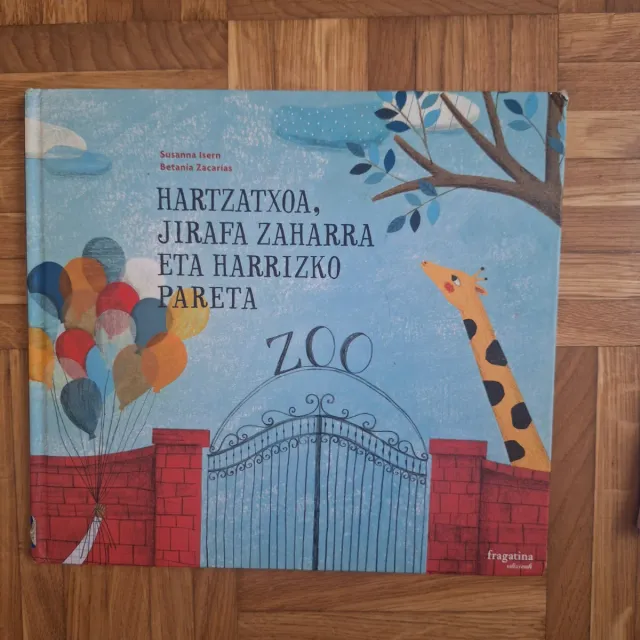 Susanna Isern
Betania Zacarias
HARTZATXOA,
JIRAFA ZAHARRA
ETA HARRIZKO
PARETA
ZOO
fragatina